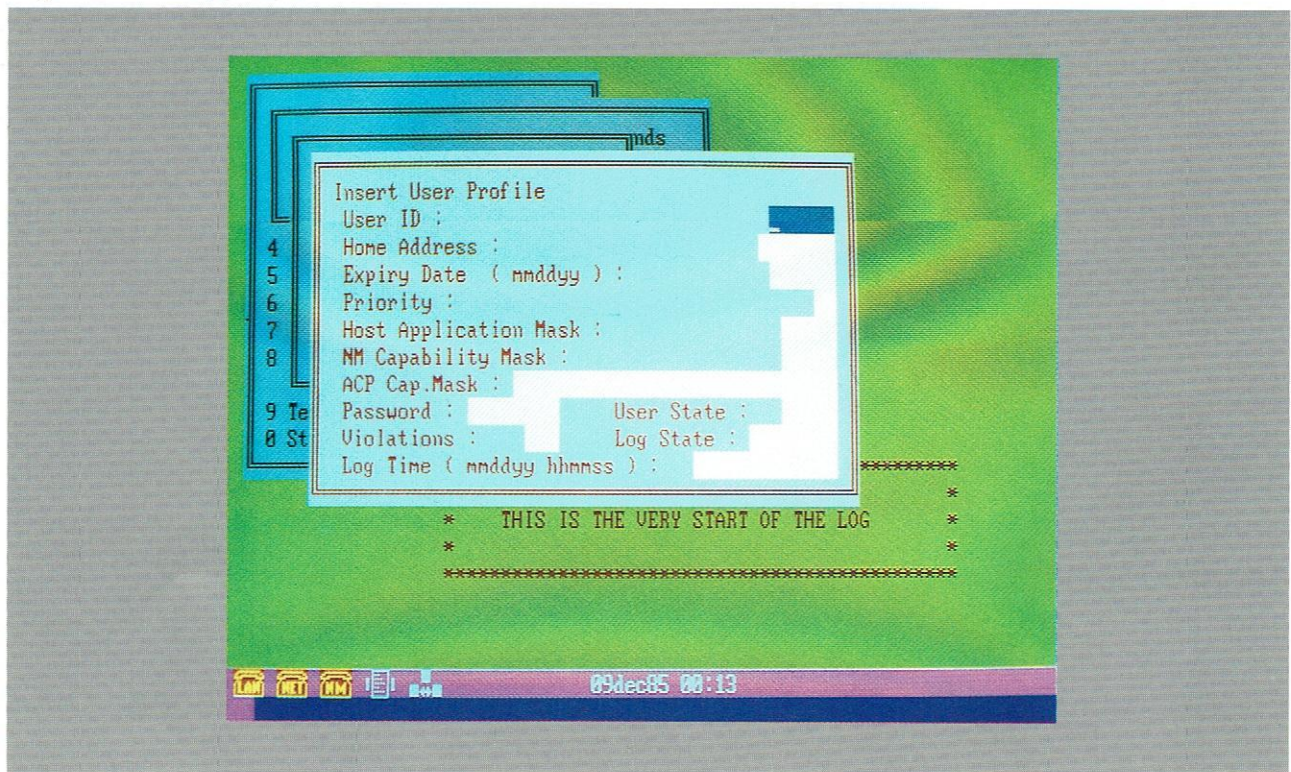 nds
Insert User Profile
User ID :
4 Home Address :
5 Expiry Date ( mmddyy ) :
6 Priority :
7 Host Application Mask :
8 NM Capability Mask :
ACP Cap.Mask :
9 Te Password : User State :
0 St Violations : Log State :
Log Time ( mmddyy hhmmss ) : *********
*
* THIS IS THE VERY START OF THE LOG *
* *
*******************************************
LAN NET NM 09dec85 00:13